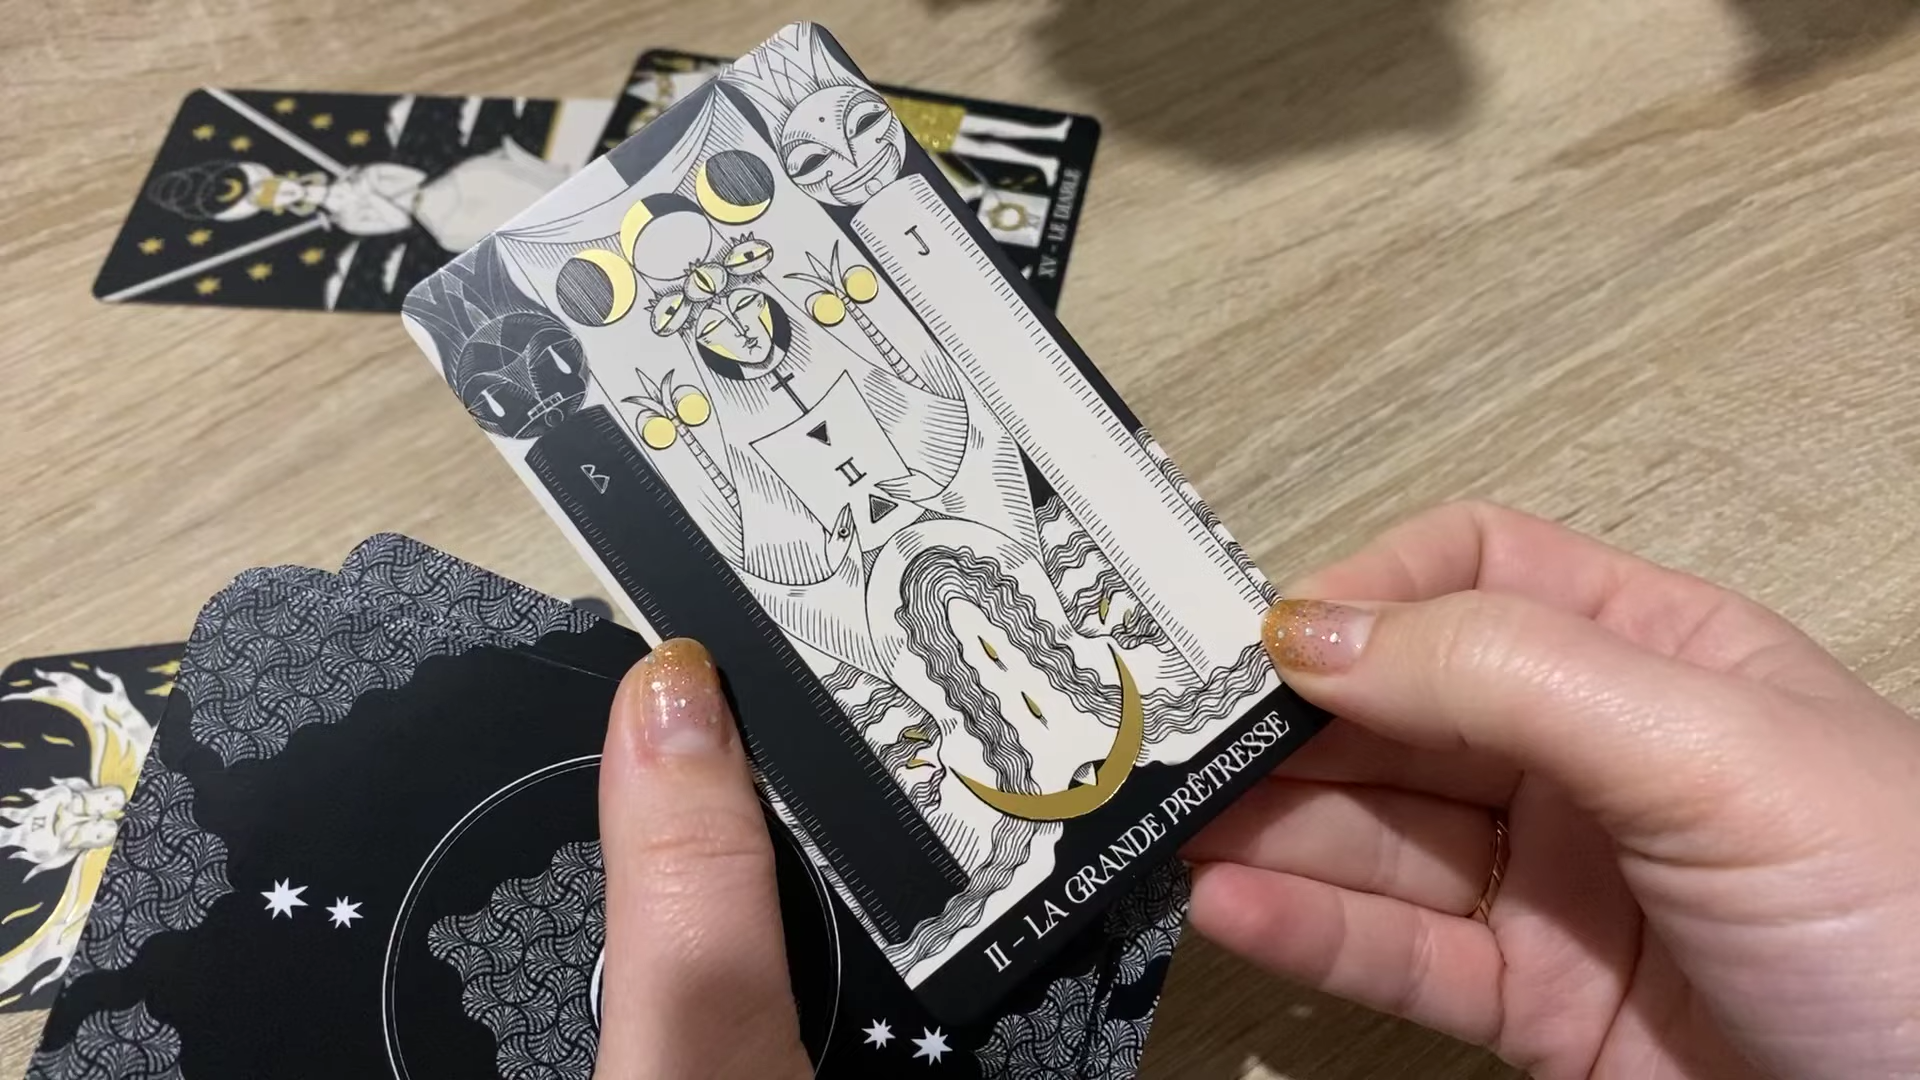 J
B
II
II - LA GRANDE PRÊTRESSE
XV - LE DIABLE